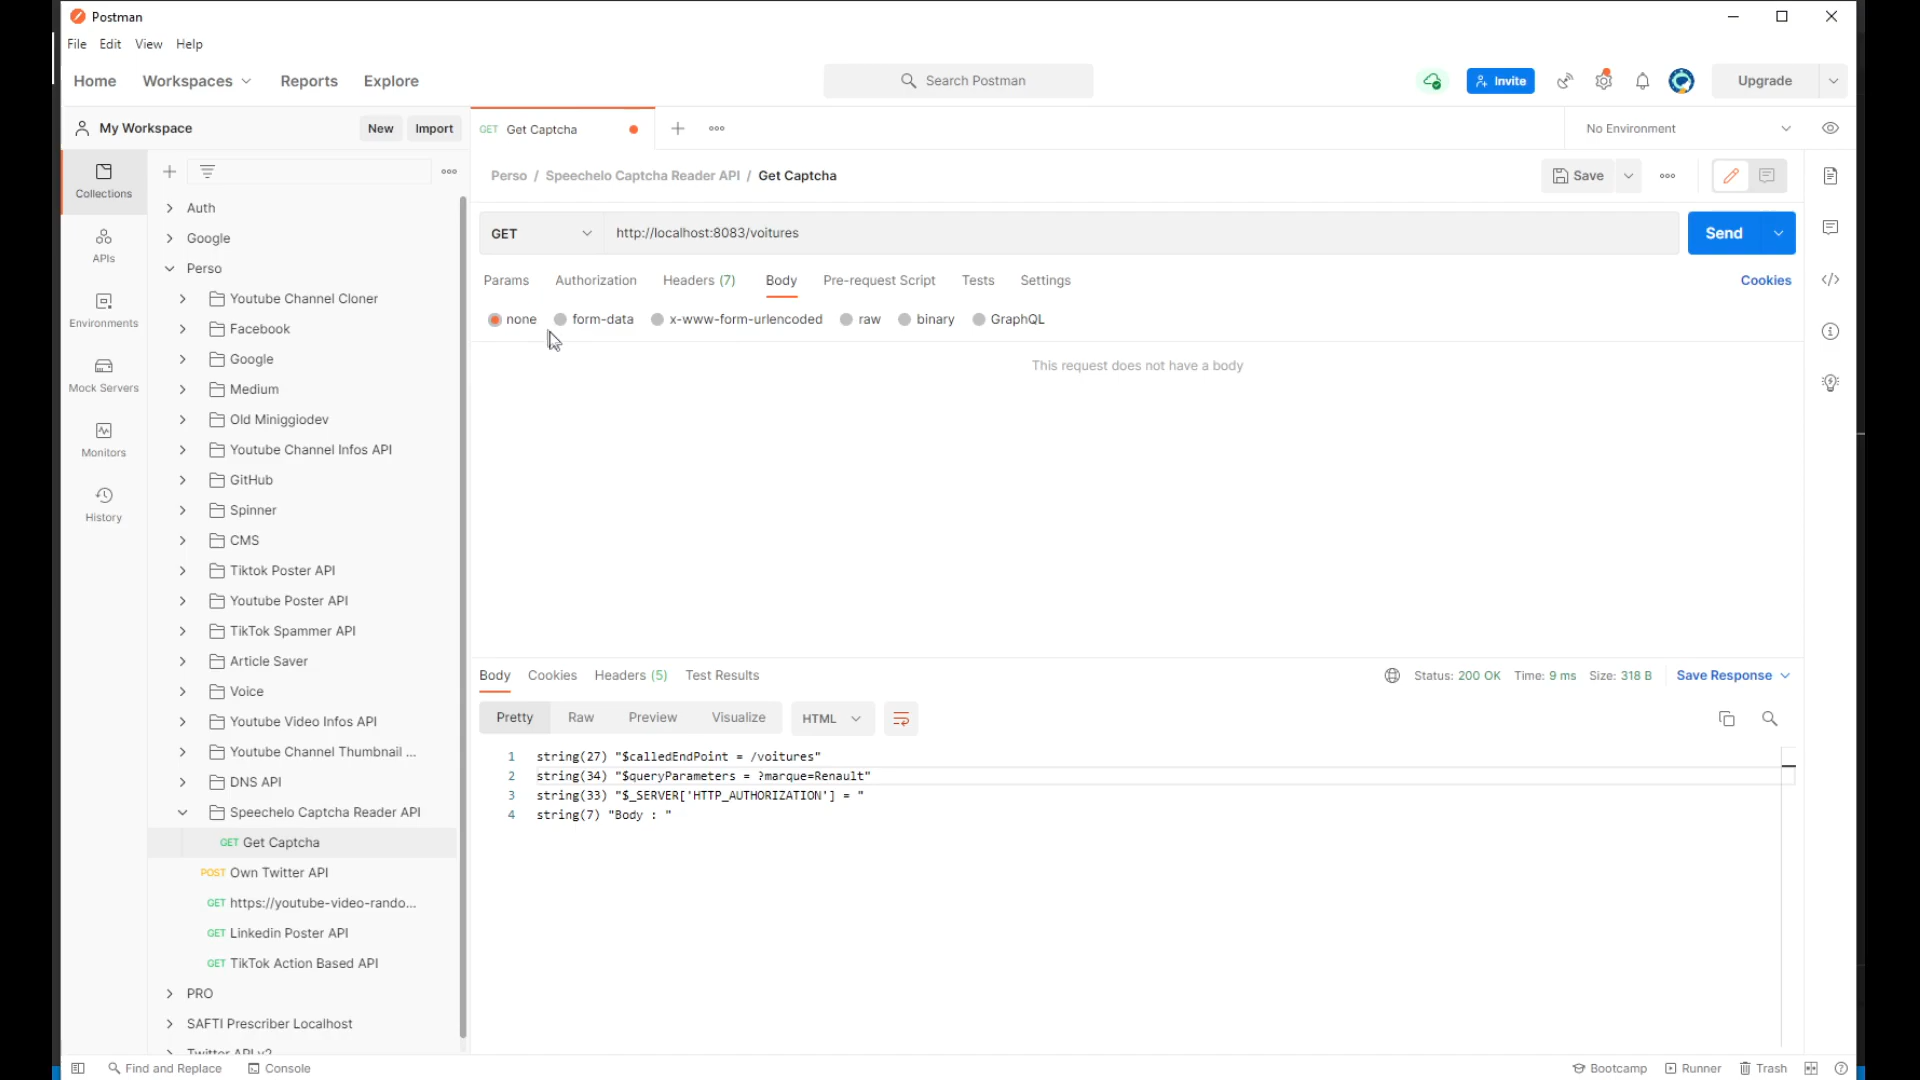 Postman
File Edit View Help
Home Workspaces Reports Explore
Search Postman
Invite
Upgrade
My Workspace
New Import
GET Get Captcha
No Environment
Collections
APIs
Environments
Mock Servers
Monitors
History
Auth
Google
Perso
Youtube Channel Cloner
Facebook
Google
Medium
Old Miniggiodev
Youtube Channel Infos API
GitHub
Spinner
CMS
Tiktok Poster API
Youtube Poster API
TikTok Spammer API
Article Saver
Voice
Youtube Video Infos API
Youtube Channel Thumbnail ...
DNS API
Speechelo Captcha Reader API
GET Get Captcha
POST Own Twitter API
GET https://youtube-video-rando...
GET Linkedin Poster API
GET TikTok Action Based API
PRO
SAFTI Prescriber Localhost
Twitter API v2
Perso / Speechelo Captcha Reader API / Get Captcha
Save
GET http://localhost:8083/voitures
Send
Params Authorization Headers (7) Body Pre-request Script Tests Settings
Cookies
none form-data x-www-form-urlencoded raw binary GraphQL
This request does not have a body
Body Cookies Headers (5) Test Results
Status: 200 OK Time: 9 ms Size: 318 B Save Response
Pretty Raw Preview Visualize HTML
1 string(27) "$calledEndPoint = /voitures"
2 string(34) "$queryParameters = ?marque=Renault"
3 string(33) "$_SERVER['HTTP_AUTHORIZATION'] = "
4 string(7) "Body : "
Find and Replace Console
Bootcamp Runner Trash